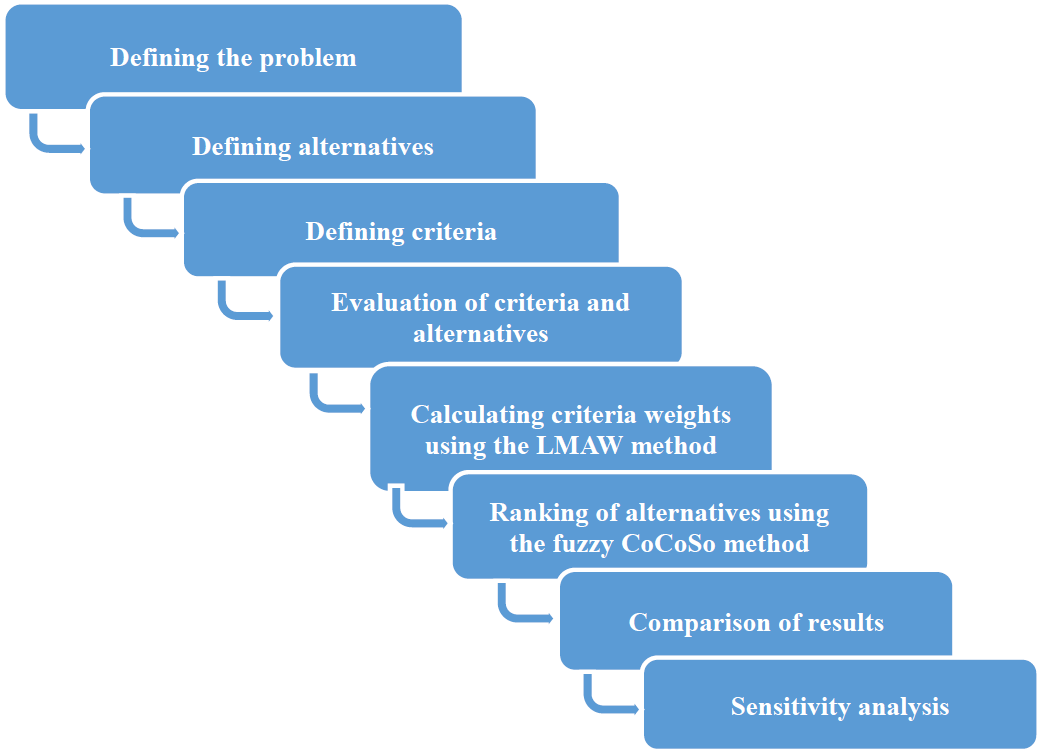 Defining the problem
Defining alternatives
Defining criteria
Evaluation of criteria and
alternatives
Calculating criteria weights
using the LMAW method
Ranking of alternatives using
the fuzzy CoCoSo method
Comparison of results
Sensitivity analysis